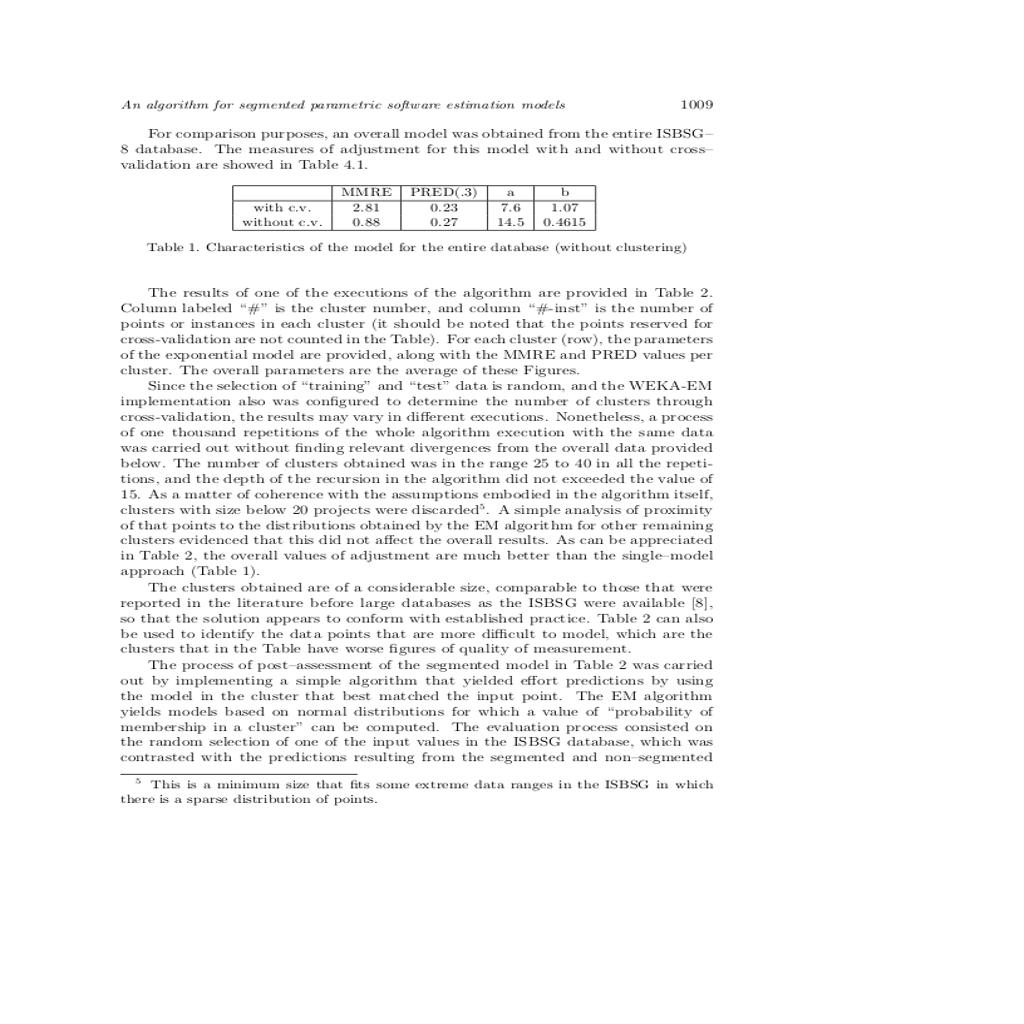 An algorithm for segmented parametric software estimation models 1009
For comparison purposes, an overall model was obtained from the entire ISBSG–
8 database. The measures of adjustment for this model with and without cross–
validation are showed in Table 4.1.
MMRE PRED(.3) a b
with c.v. 2.81 0.23 7.6 1.07
without c.v. 0.88 0.27 14.5 0.4615
Table 1. Characteristics of the model for the entire database (without clustering)
The results of one of the executions of the algorithm are provided in Table 2.
Column labeled “#” is the cluster number, and column “#-inst” is the number of
points or instances in each cluster (it should be noted that the points reserved for
cross-validation are not counted in the Table). For each cluster (row), the parameters
of the exponential model are provided, along with the MMRE and PRED values per
cluster. The overall parameters are the average of these Figures.
Since the selection of “training” and “test” data is random, and the WEKA-EM
implementation also was configured to determine the number of clusters through
cross-validation, the results may vary in different executions. Nonetheless, a process
of one thousand repetitions of the whole algorithm execution with the same data
was carried out without finding relevant divergences from the overall data provided
below. The number of clusters obtained was in the range 25 to 40 in all the repeti-
tions, and the depth of the recursion in the algorithm did not exceeded the value of
15. As a matter of coherence with the assumptions embodied in the algorithm itself,
clusters with size below 20 projects were discarded⁵. A simple analysis of proximity
of that points to the distributions obtained by the EM algorithm for other remaining
clusters evidenced that this did not affect the overall results. As can be appreciated
in Table 2, the overall values of adjustment are much better than the single–model
approach (Table 1).
The clusters obtained are of a considerable size, comparable to those that were
reported in the literature before large databases as the ISBSG were available [8],
so that the solution appears to conform with established practice. Table 2 can also
be used to identify the data points that are more difficult to model, which are the
clusters that in the Table have worse figures of quality of measurement.
The process of post–assessment of the segmented model in Table 2 was carried
out by implementing a simple algorithm that yielded effort predictions by using
the model in the cluster that best matched the input point. The EM algorithm
yields models based on normal distributions for which a value of “probability of
membership in a cluster” can be computed. The evaluation process consisted on
the random selection of one of the input values in the ISBSG database, which was
contrasted with the predictions resulting from the segmented and non–segmented
⁵ This is a minimum size that fits some extreme data ranges in the ISBSG in which
there is a sparse distribution of points.